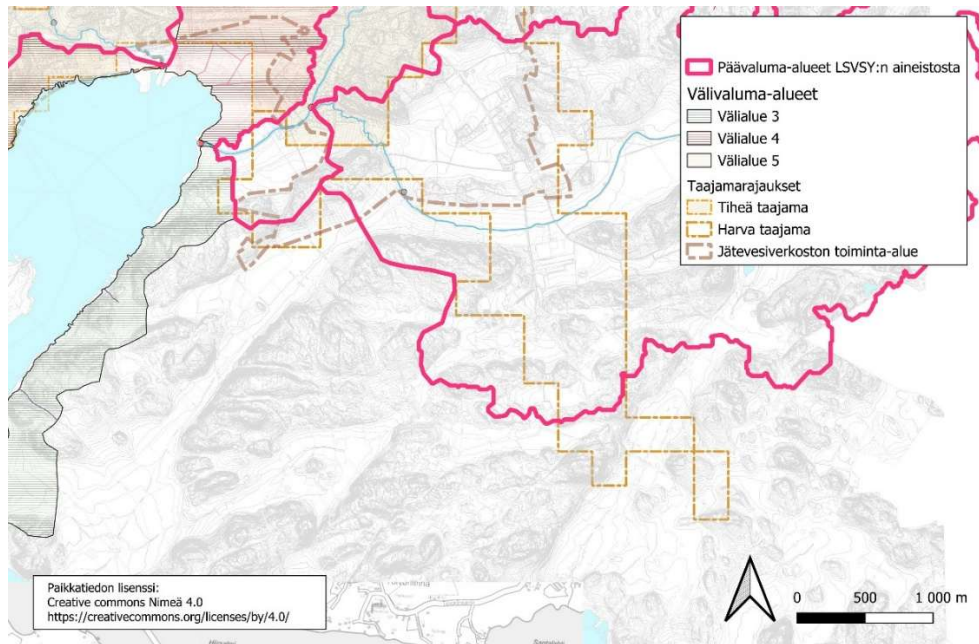 Päävaluma-alueet LSVSY:n aineistosta
Välivaluma-alueet
Välialue 3
Välialue 4
Välialue 5
Taajamarajaukset
Tiheä taajama
Harva taajama
Jätevesiverkoston toiminta-alue
Paikkatiedon lisenssi:
Creative commons Nimeä 4.0
https://creativecommons.org/licenses/by/4.0/
0 500 1 000 m